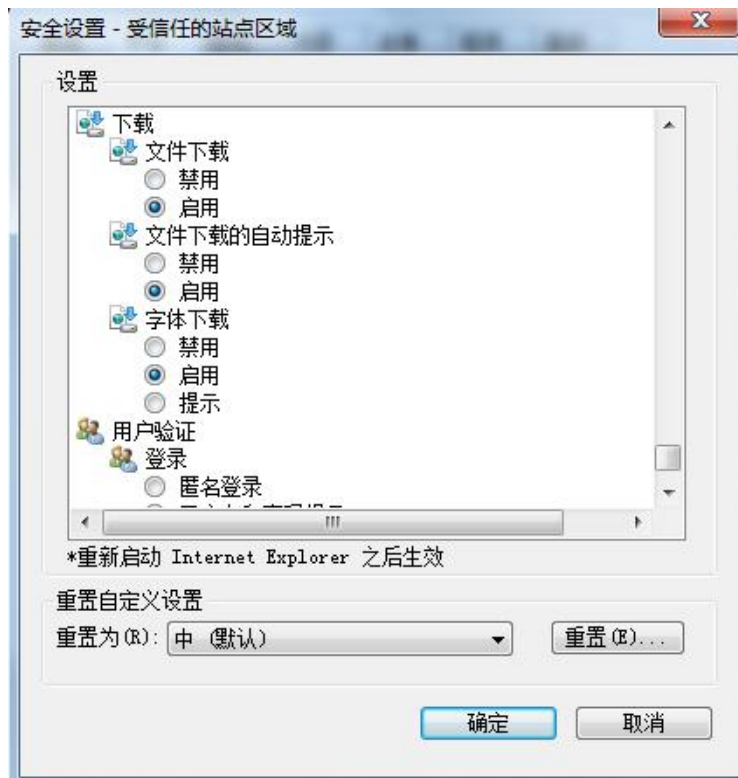 安全设置 - 受信任的站点区域
设置
下载
文件下载
禁用
启用
文件下载的自动提示
禁用
启用
字体下载
禁用
启用
提示
用户验证
登录
匿名登录
*重新启动 Internet Explorer 之后生效
重置自定义设置
重置为(R): 中 (默认) 重置(E)...
确定 取消